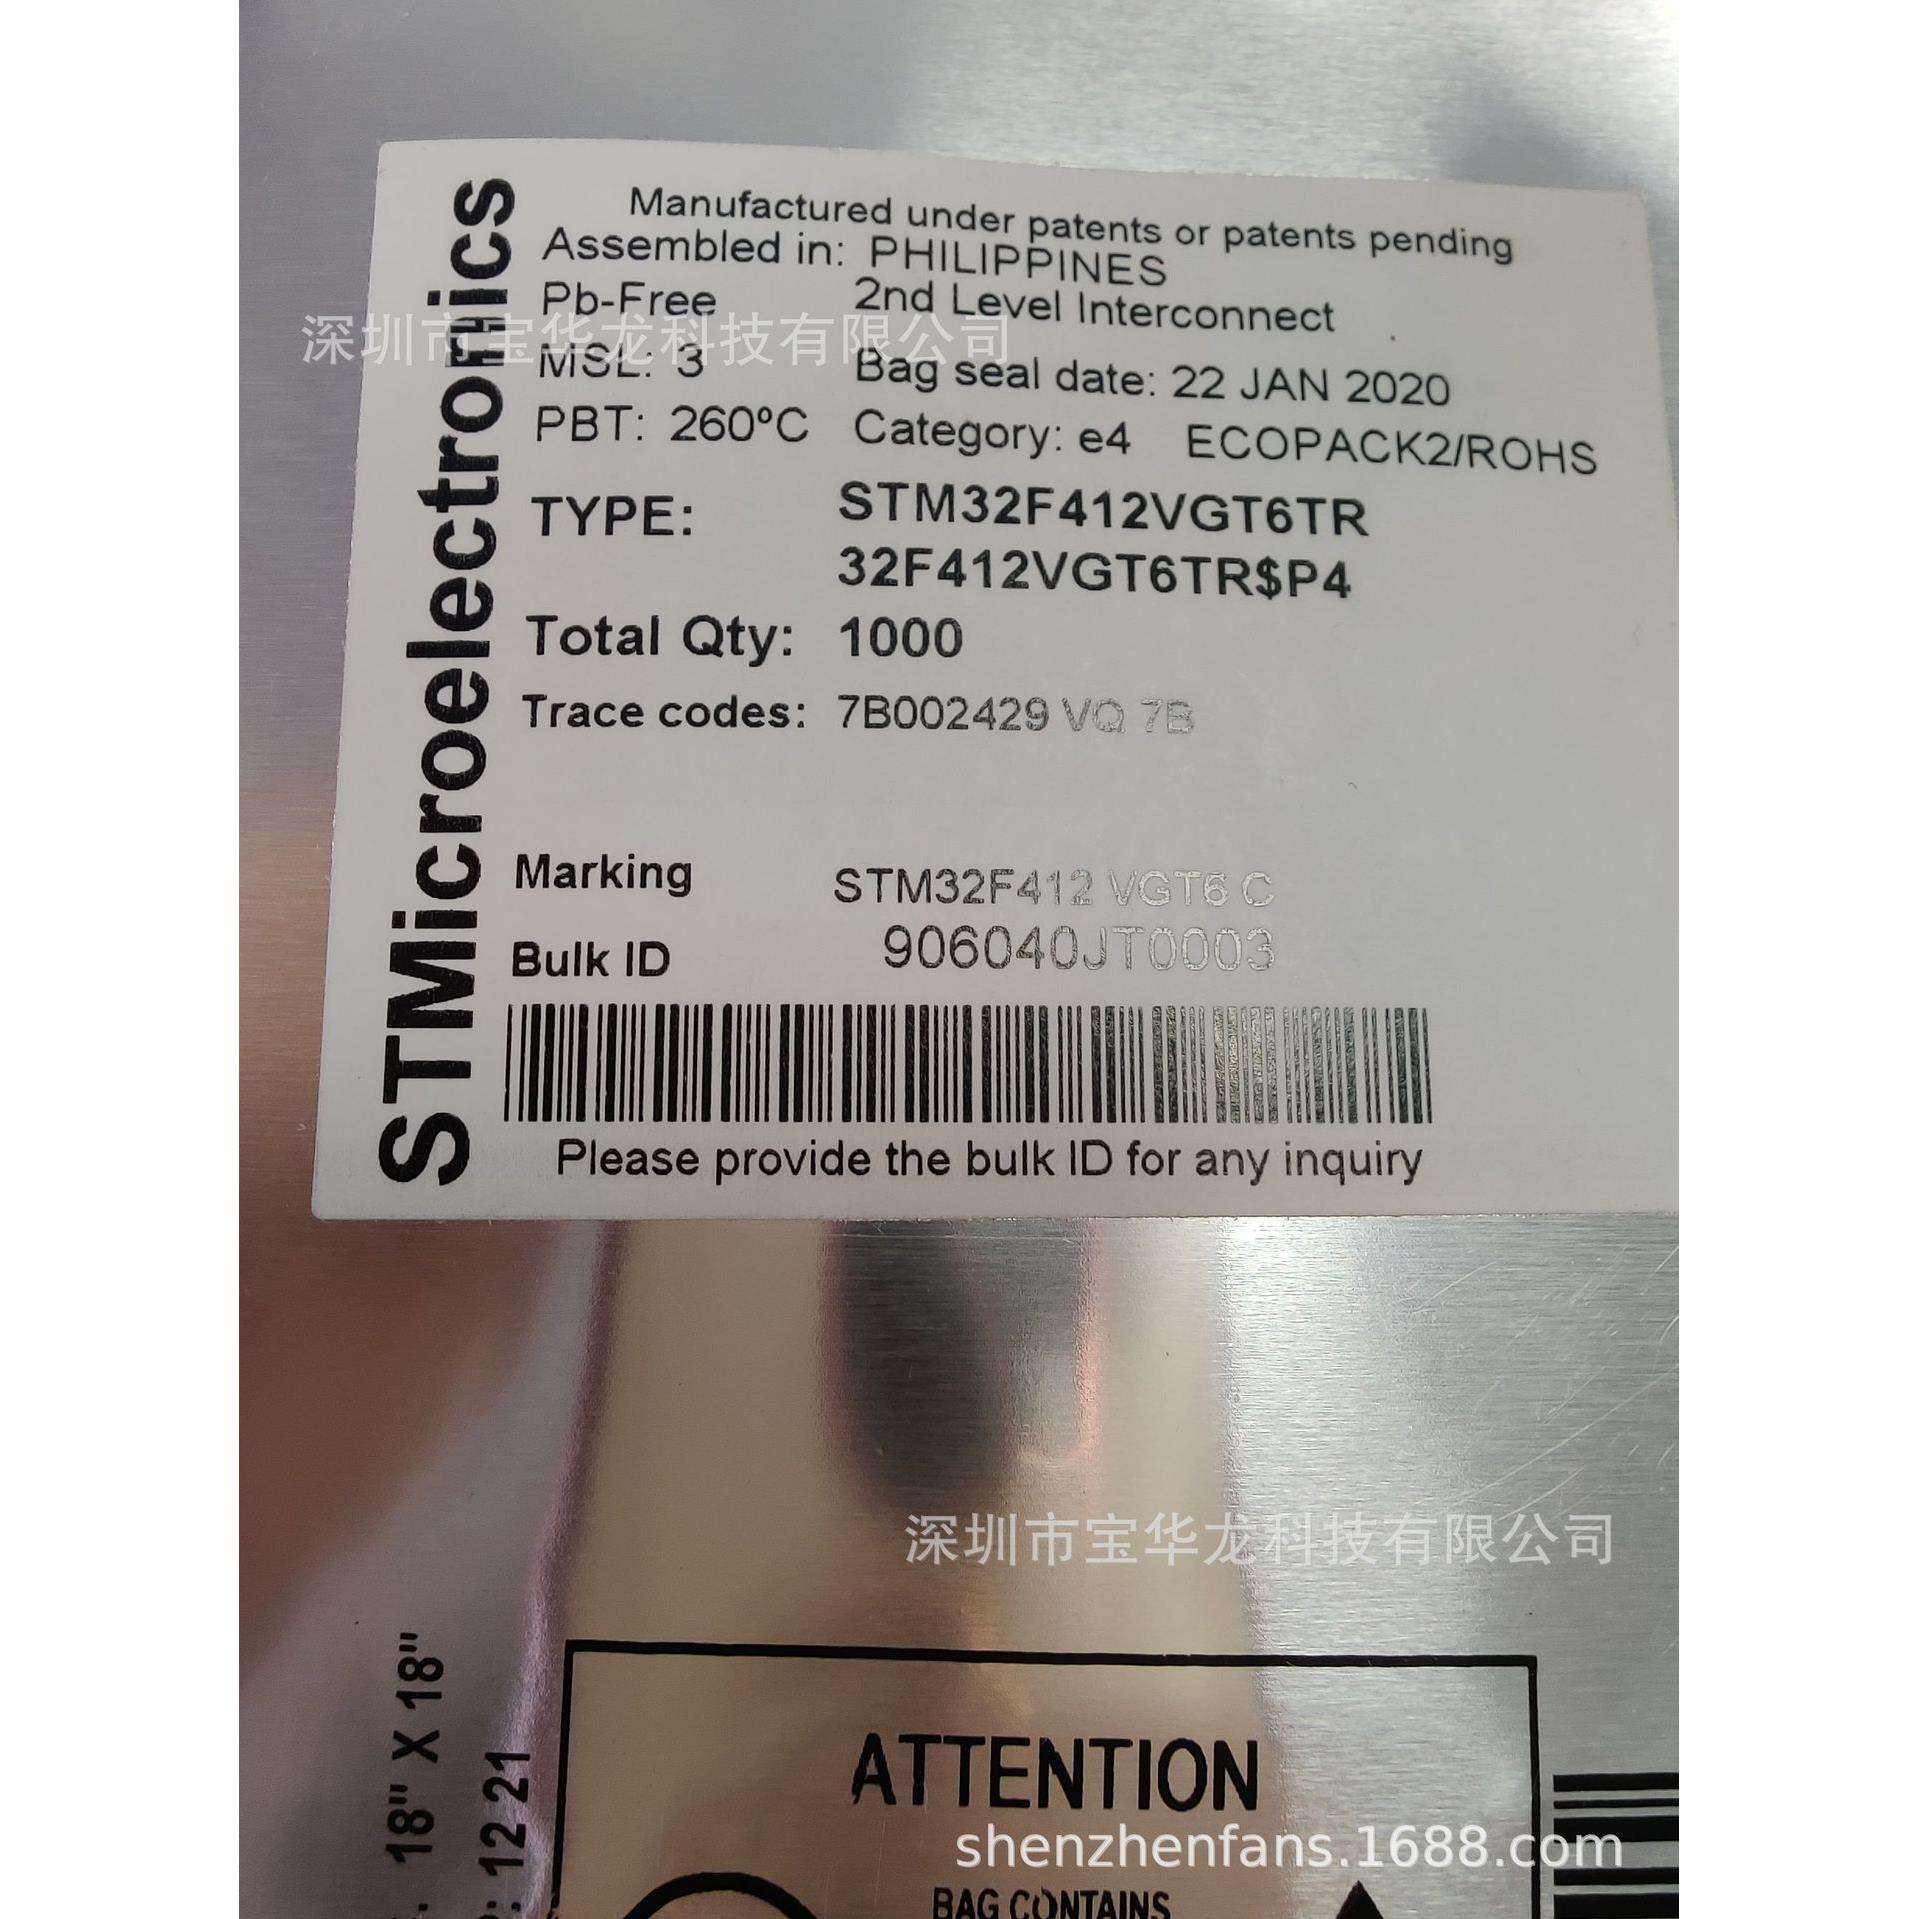 STMicroelectronics
Manufactured under patents or patents pending
Assembled in: PHILIPPINES
Pb-Free 2nd Level Interconnect
深圳市宝华龙科技有限公司
MSL: 3 Bag seal date: 22 JAN 2020
PBT: 260ºC Category: e4 ECOPACK2/ROHS
TYPE: STM32F412VGT6TR
32F412VGT6TR$P4
Total Qty: 1000
Trace codes: 7B002429 VQ 7B
Marking STM32F412 VGT6 C
Bulk ID 906040JT0003
Please provide the bulk ID for any inquiry
深圳市宝华龙科技有限公司
18" X 18"
12 21
ATTENTION
shenzhenfans.1688.com
BAG CONTAINS